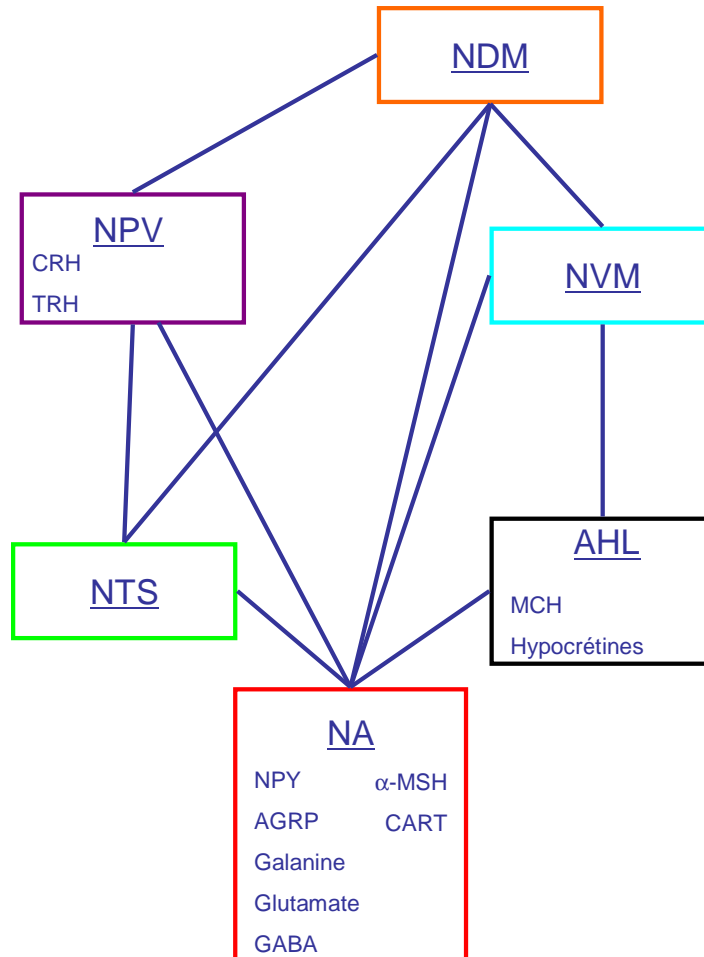 NDM
NPV
CRH
TRH
NVM
NTS
AHL
MCH
Hypocrétines
NA
NPY α-MSH
AGRP CART
Galanine
Glutamate
GABA